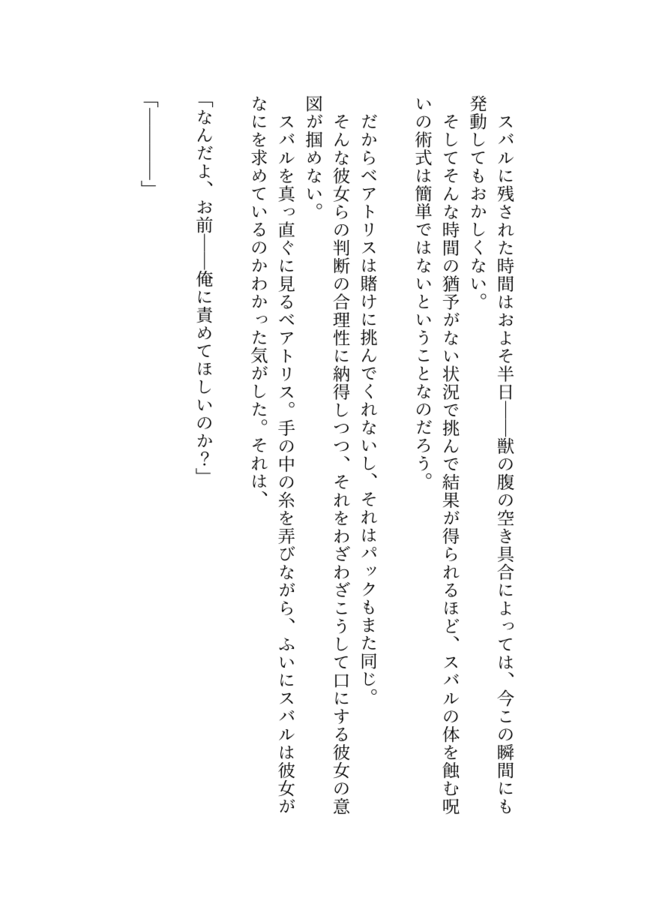 スバルに残された時間はおよそ半日――獣の腹の空き具合によっては、今この瞬間にも
発動してもおかしくない。
　そしてそんな時間の猶予がない状況で挑んで結果が得られるほど、スバルの体を蝕む呪
いの術式は簡単ではないということなのだろう。
　だからベアトリスは賭けに挑んでくれないし、それはパックもまた同じ。
　そんな彼女らの判断の合理性に納得しつつ、それをわざわざこうして口にする彼女の意
図が掴めない。
　スバルを真っ直ぐに見るベアトリス。手の中の糸を弄びながら、ふいにスバルは彼女が
なにを求めているのかわかった気がした。それは、
「なんだよ、お前――俺に責めてほしいのか？」
「――――」